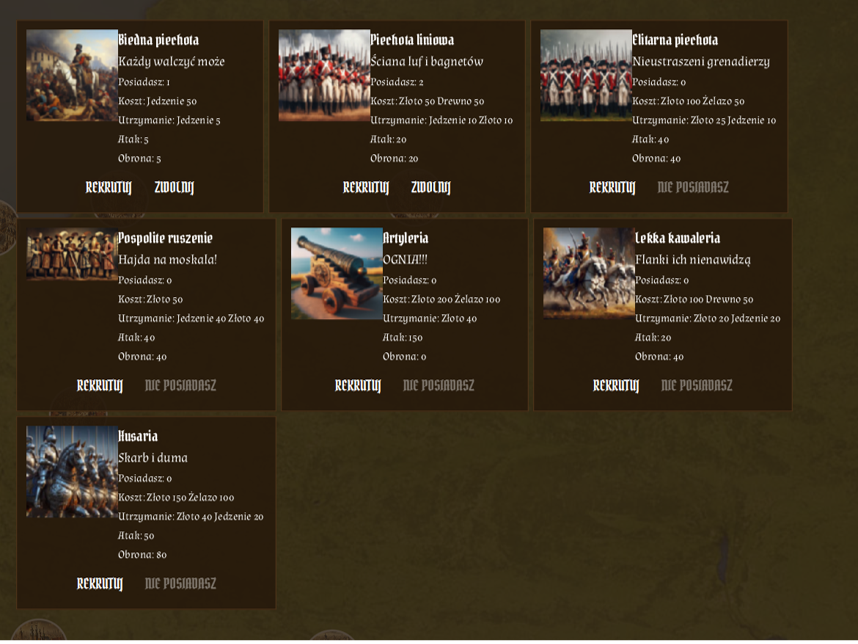 Biedna piechota
Każdy walczyć może
Posiadasz: 1
Koszt: Jedzenie 50
Utrzymanie: Jedzenie 5
Atak: 5
Obrona: 5
REKRUTUJ ZWOLNIJ
Piechota liniowa
Ściana luf i bagnetów
Posiadasz: 2
Koszt: Złoto 50 Drewno 50
Utrzymanie: Jedzenie 10 Złoto 10
Atak: 20
Obrona: 20
REKRUTUJ ZWOLNIJ
Elitarna piechota
Nieustraszeni grenadierzy
Posiadasz: 0
Koszt: Złoto 100 Żelazo 50
Utrzymanie: Złoto 25 Jedzenie 10
Atak: 40
Obrona: 40
REKRUTUJ NIE POSIADASZ
Pospolite ruszenie
Hajda na moskala!
Posiadasz: 0
Koszt: Złoto 50
Utrzymanie: Jedzenie 40 Złoto 40
Atak: 40
Obrona: 40
REKRUTUJ NIE POSIADASZ
Artyleria
OGNIA!!!
Posiadasz: 0
Koszt: Złoto 200 Żelazo 100
Utrzymanie: Złoto 40
Atak: 150
Obrona: 0
REKRUTUJ NIE POSIADASZ
Lekka kawaleria
Flanki ich nienawidzą
Posiadasz: 0
Koszt: Złoto 100 Drewno 50
Utrzymanie: Złoto 20 Jedzenie 20
Atak: 20
Obrona: 40
REKRUTUJ NIE POSIADASZ
Husaria
Skarb i duma
Posiadasz: 0
Koszt: Złoto 150 Żelazo 100
Utrzymanie: Złoto 40 Jedzenie 20
Atak: 50
Obrona: 80
REKRUTUJ NIE POSIADASZ